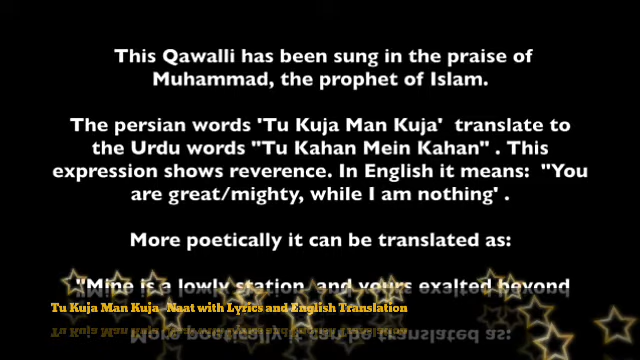 This Qawalli has been sung in the praise of
Muhammad, the prophet of Islam.
The persian words 'Tu Kuja Man Kuja' translate to
the Urdu words "Tu Kahan Mein Kahan" . This
expression shows reverence. In English it means: "You
are great/mighty, while I am nothing' .
More poetically it can be translated as:
"Mine is a lowly station, and yours exalted beyond
Tu Kuja Man Kuja Naat with Lyrics and English Translation